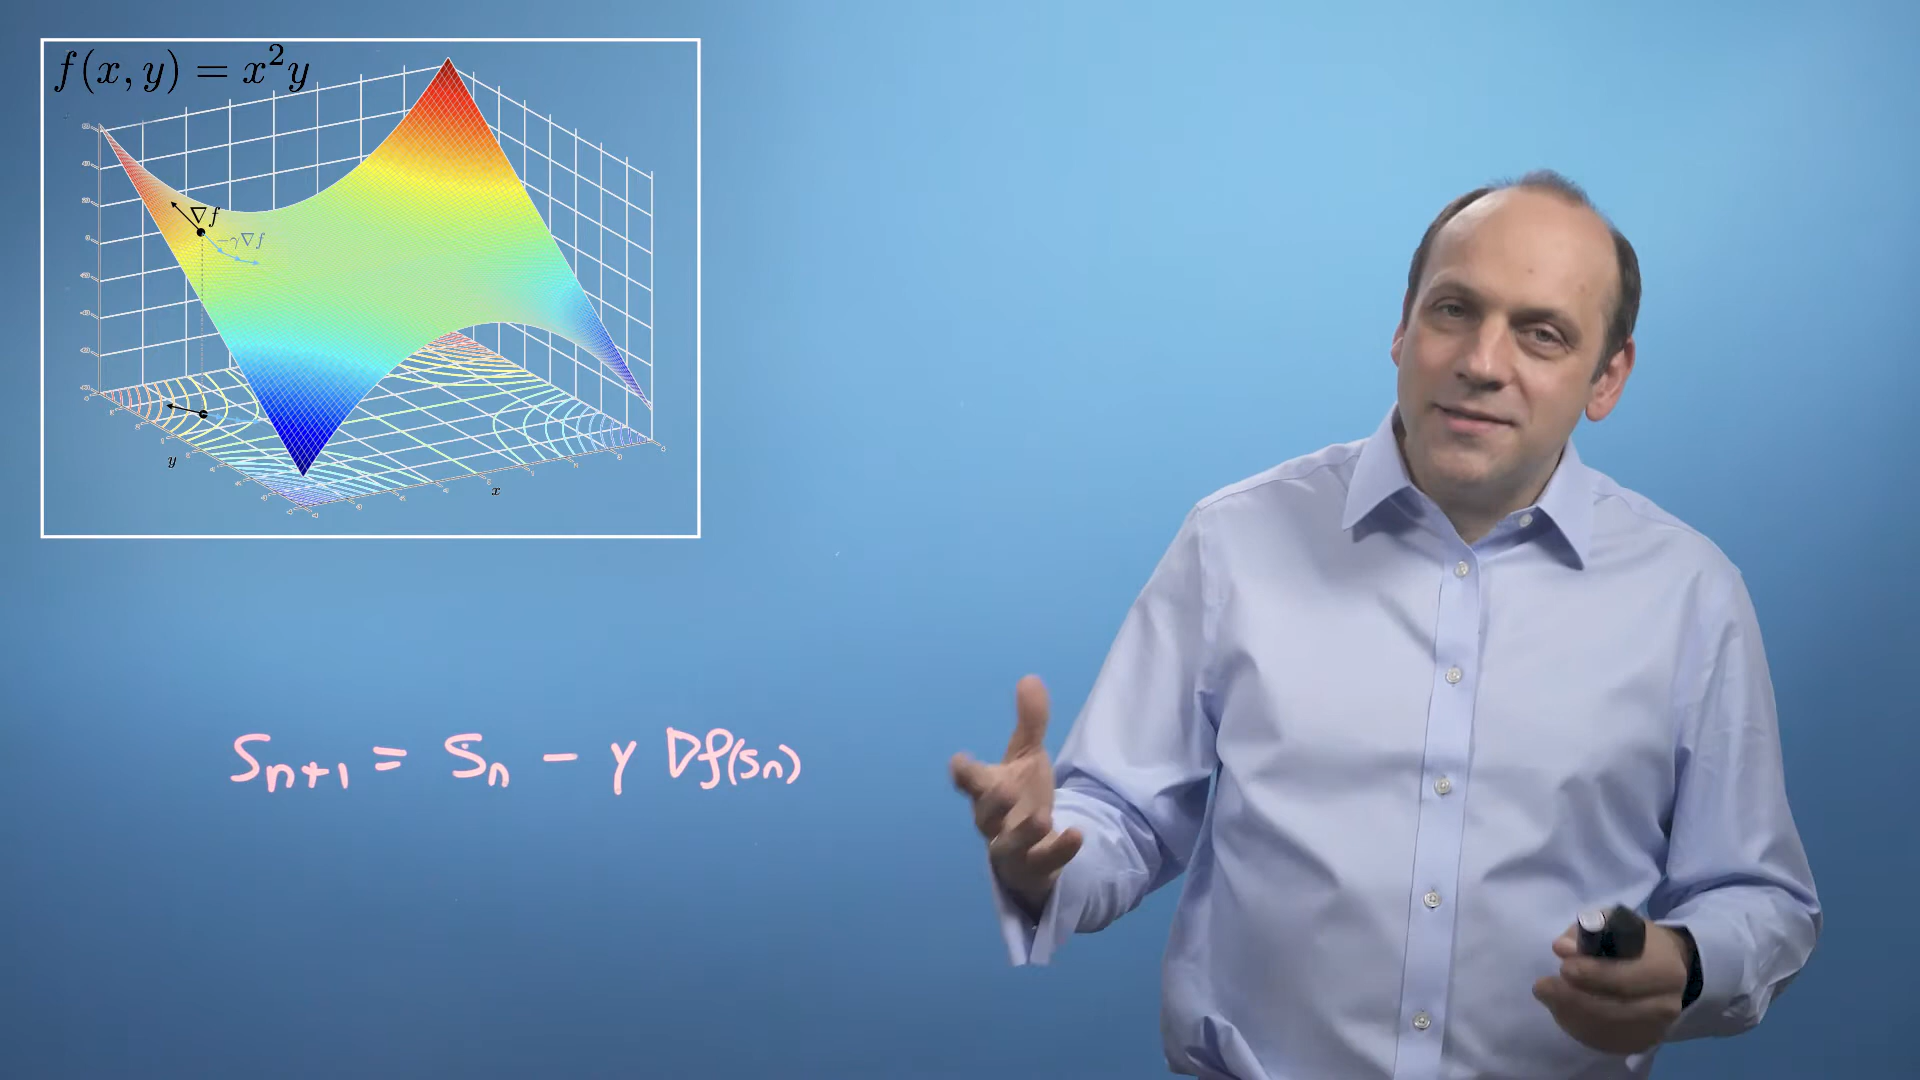 f(x, y) = x²y
∇f
−γ∇f
y
x
Sₙ₊₁ = Sₙ − γ ∇f(Sₙ)